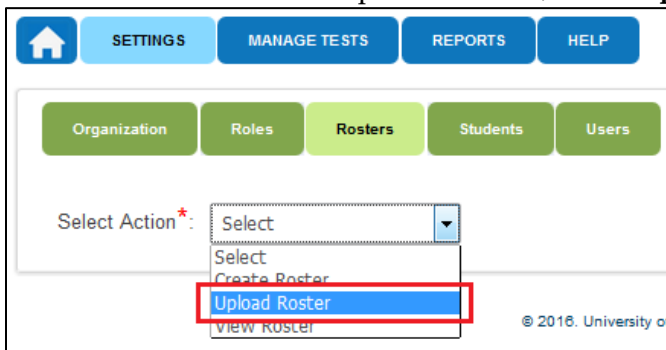 SETTINGS MANAGE TESTS REPORTS HELP
Organization Roles Rosters Students Users
Select Action*: Select
Select
Create Roster
Upload Roster
View Roster
© 2016. University of